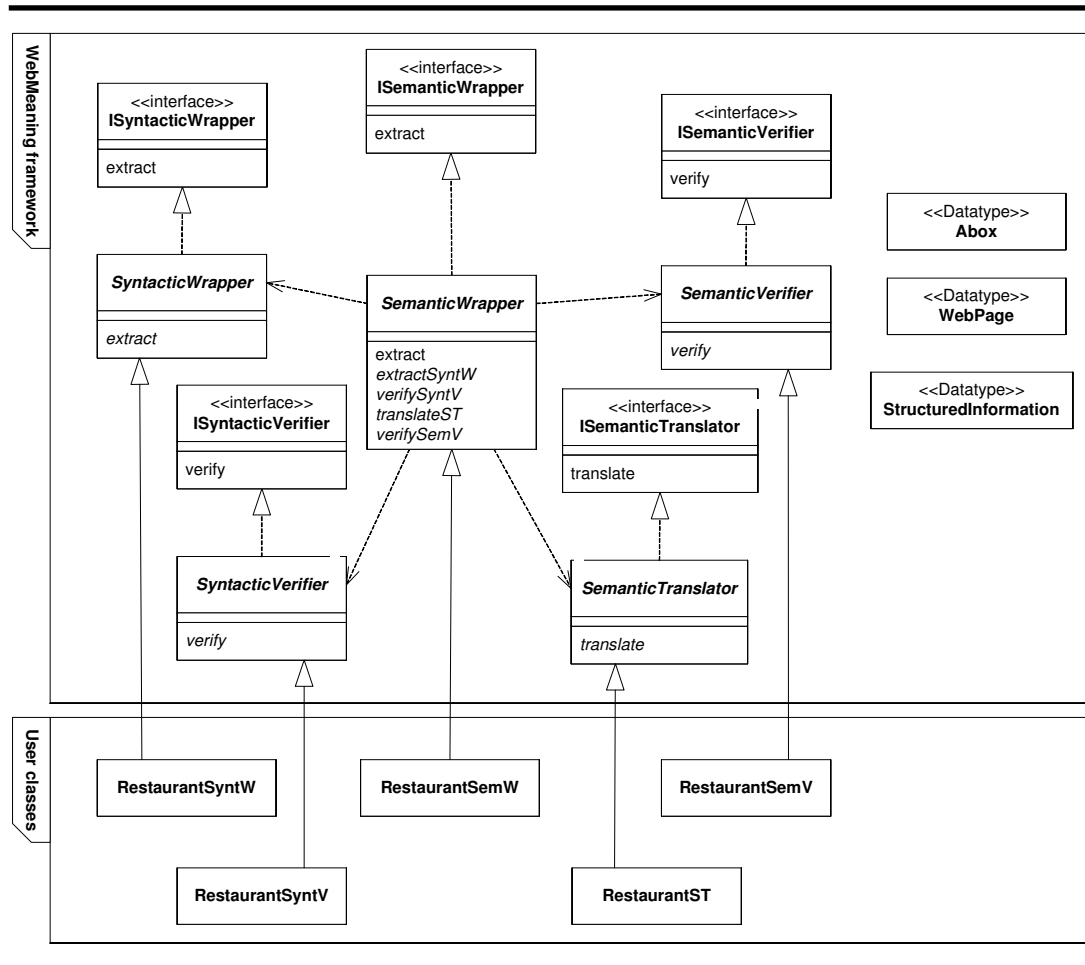 WebMeaning framework
<<interface>>
ISyntacticWrapper
extract
<<interface>>
ISemanticWrapper
extract
<<interface>>
ISemanticVerifier
verify
<<Datatype>>
Abox
<<Datatype>>
WebPage
<<Datatype>>
StructuredInformation
SyntacticWrapper
extract
SemanticWrapper
extract
extractSyntW
verifySyntV
translateST
verifySemV
SemanticVerifier
verify
<<interface>>
ISyntacticVerifier
verify
<<interface>>
ISemanticTranslator
translate
SyntacticVerifier
verify
SemanticTranslator
translate
User classes
RestaurantSyntW
RestaurantSemW
RestaurantSemV
RestaurantSyntV
RestaurantST